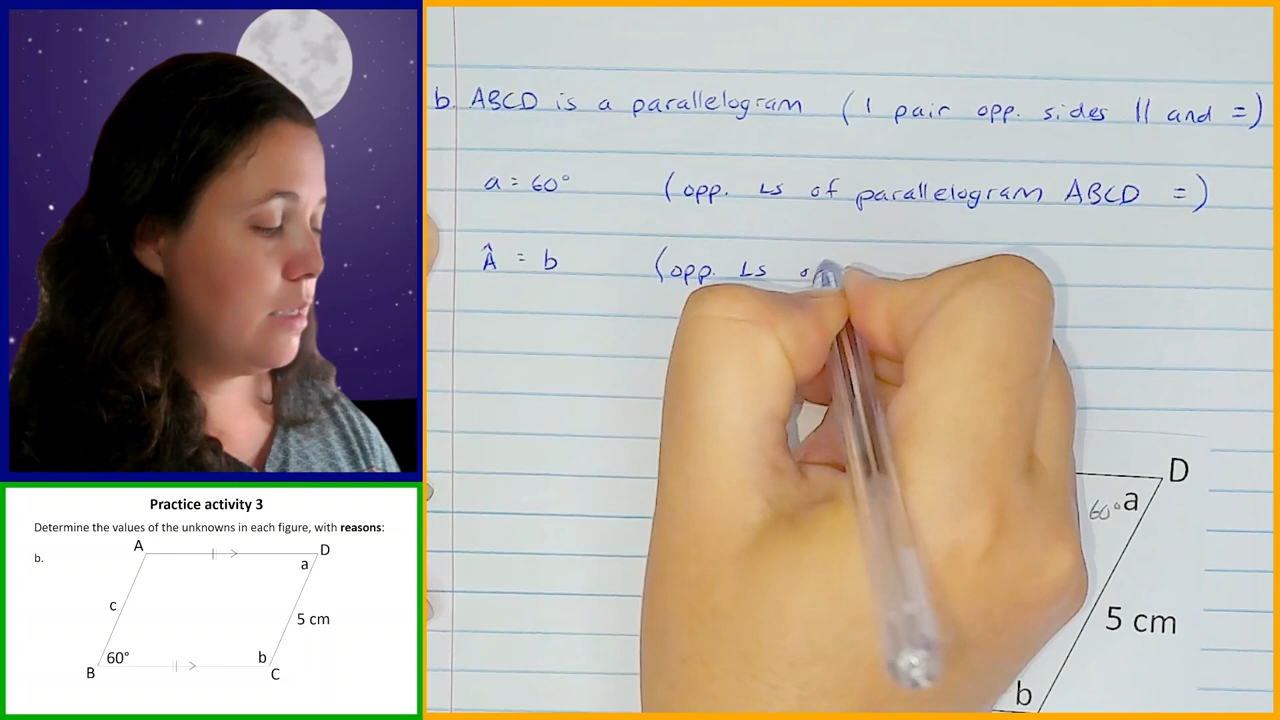 b. ABCD is a parallelogram (1 pair opp. sides || and =)
a = 60° (opp. ∠s of parallelogram ABCD =)
Â = b (opp. ∠s
D
60° a
5 cm
b
Practice activity 3
Determine the values of the unknowns in each figure, with reasons:
b.
A
D
a
c
5 cm
60°
b
B
C